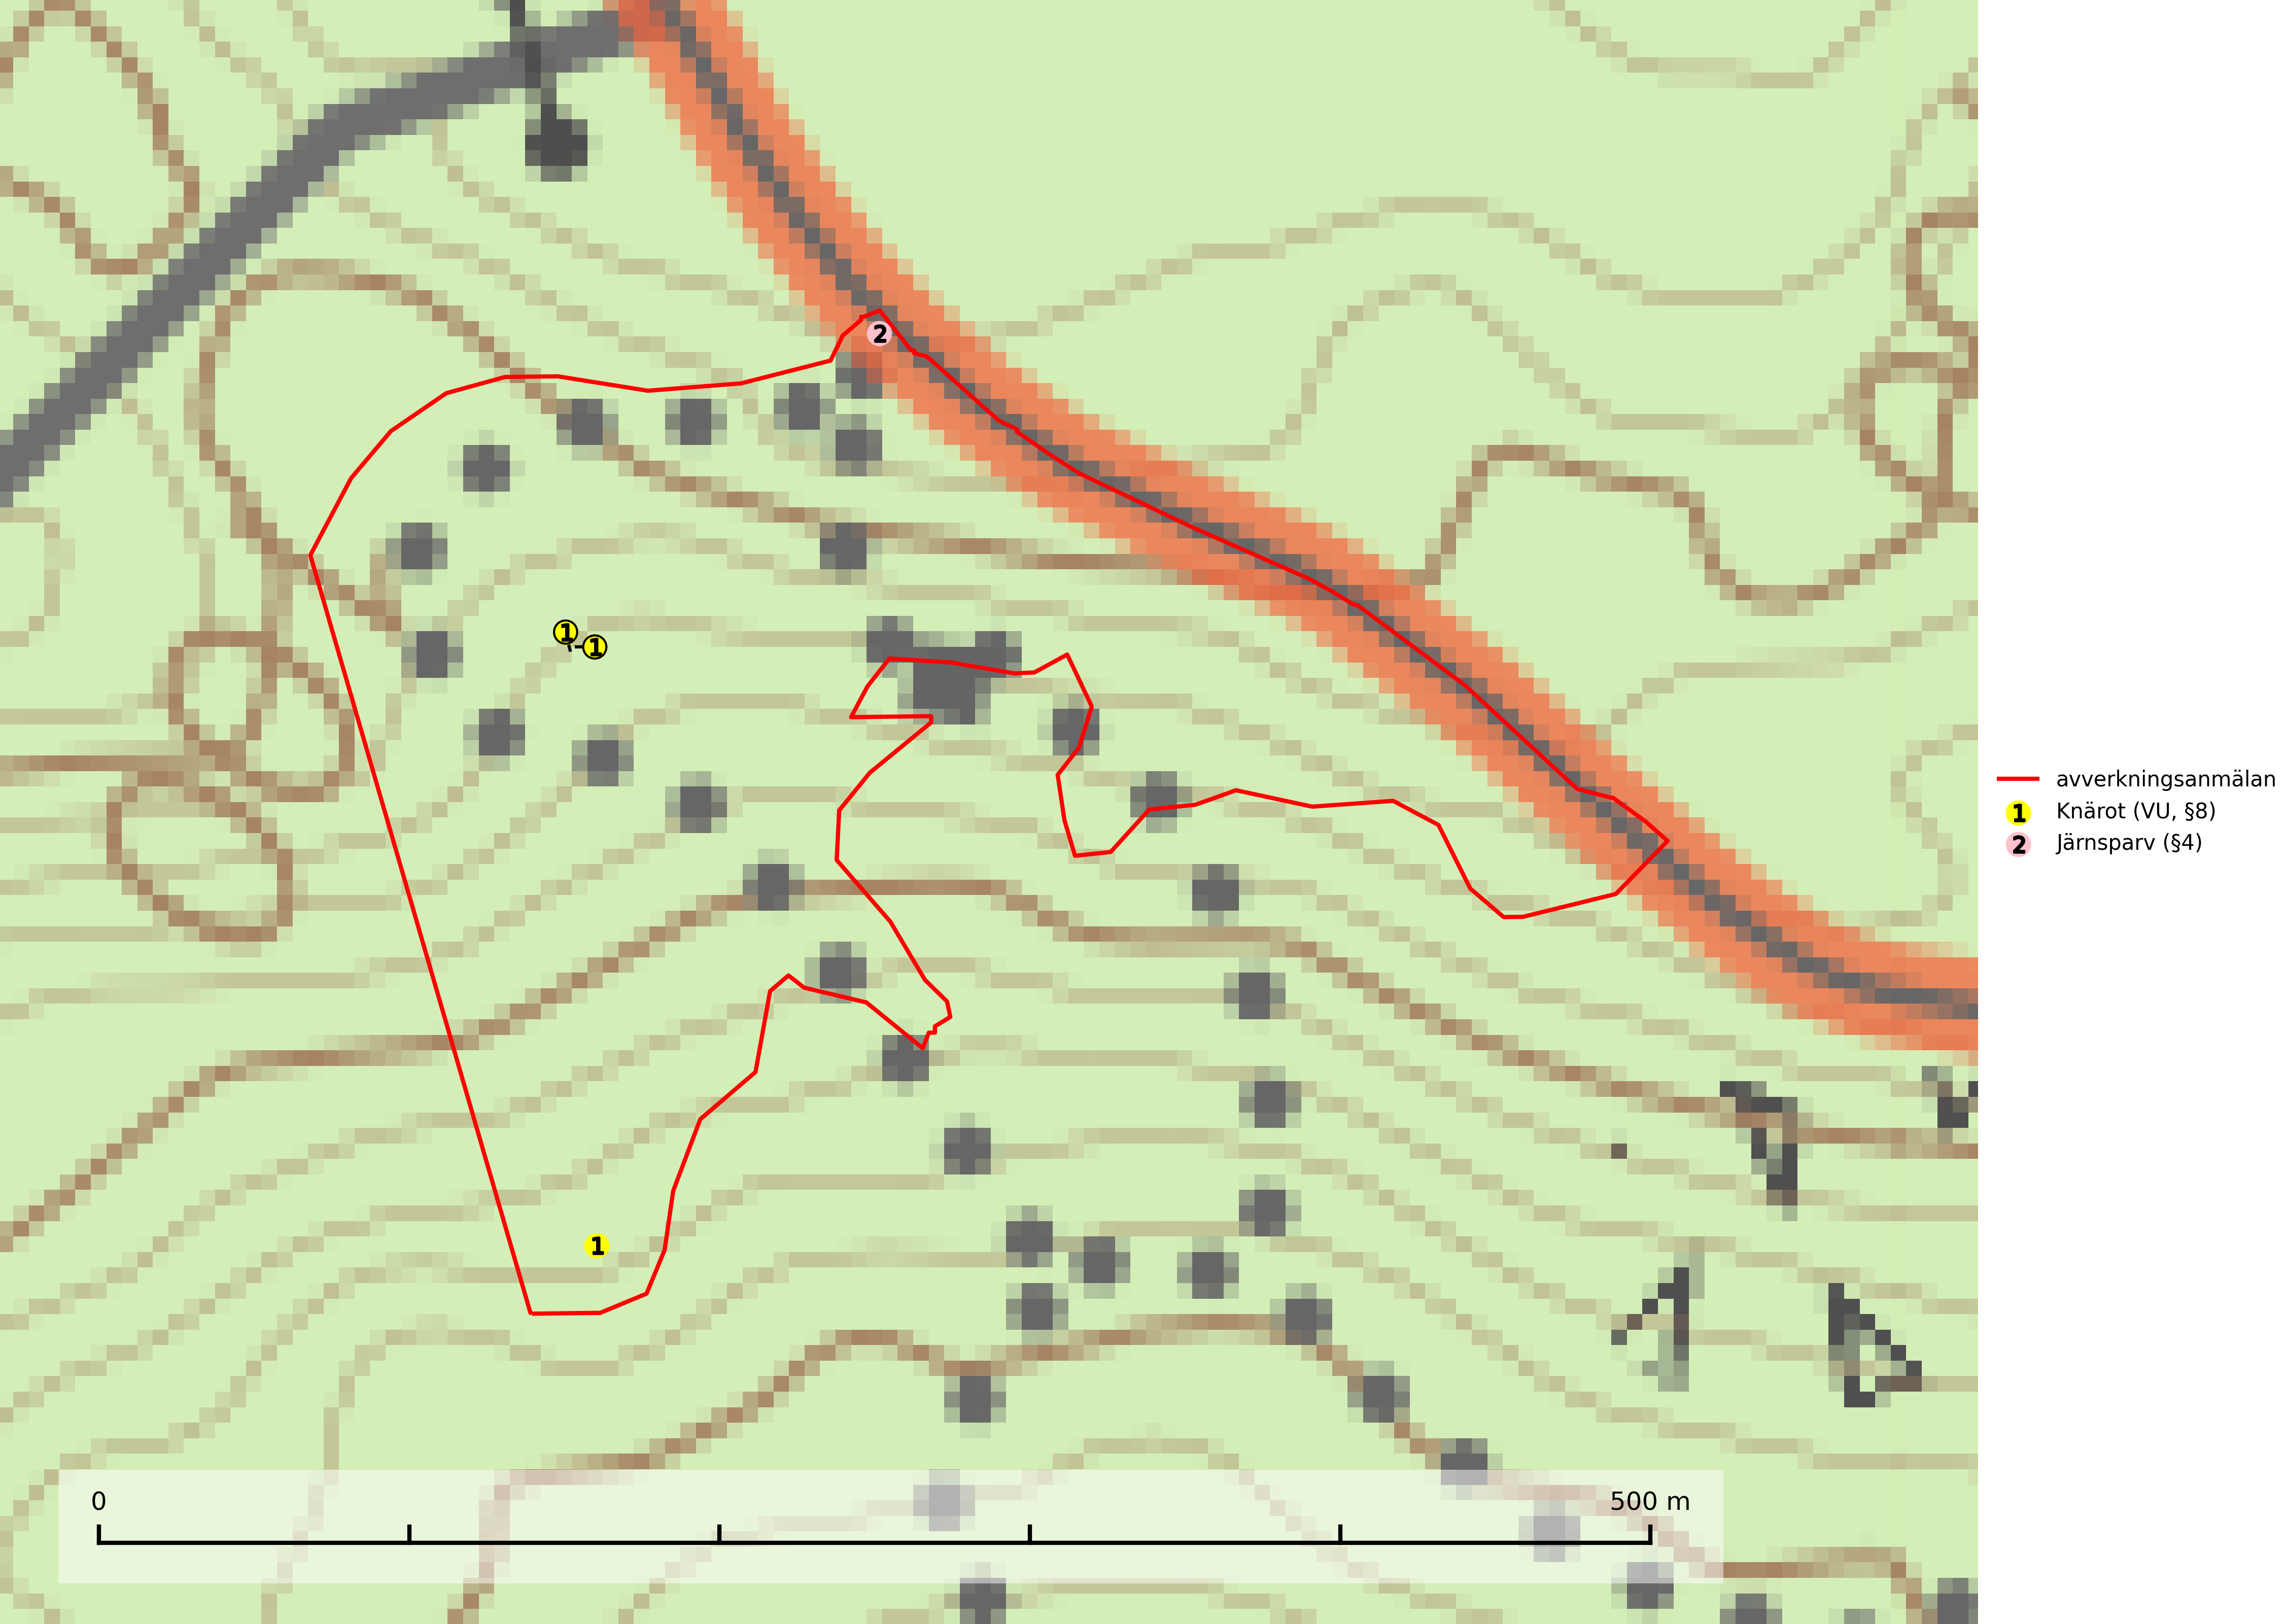 2
1
1
avverkningsanmälan
1 Knärot (VU, §8)
2 Järnsparv (§4)
1
0 500 m